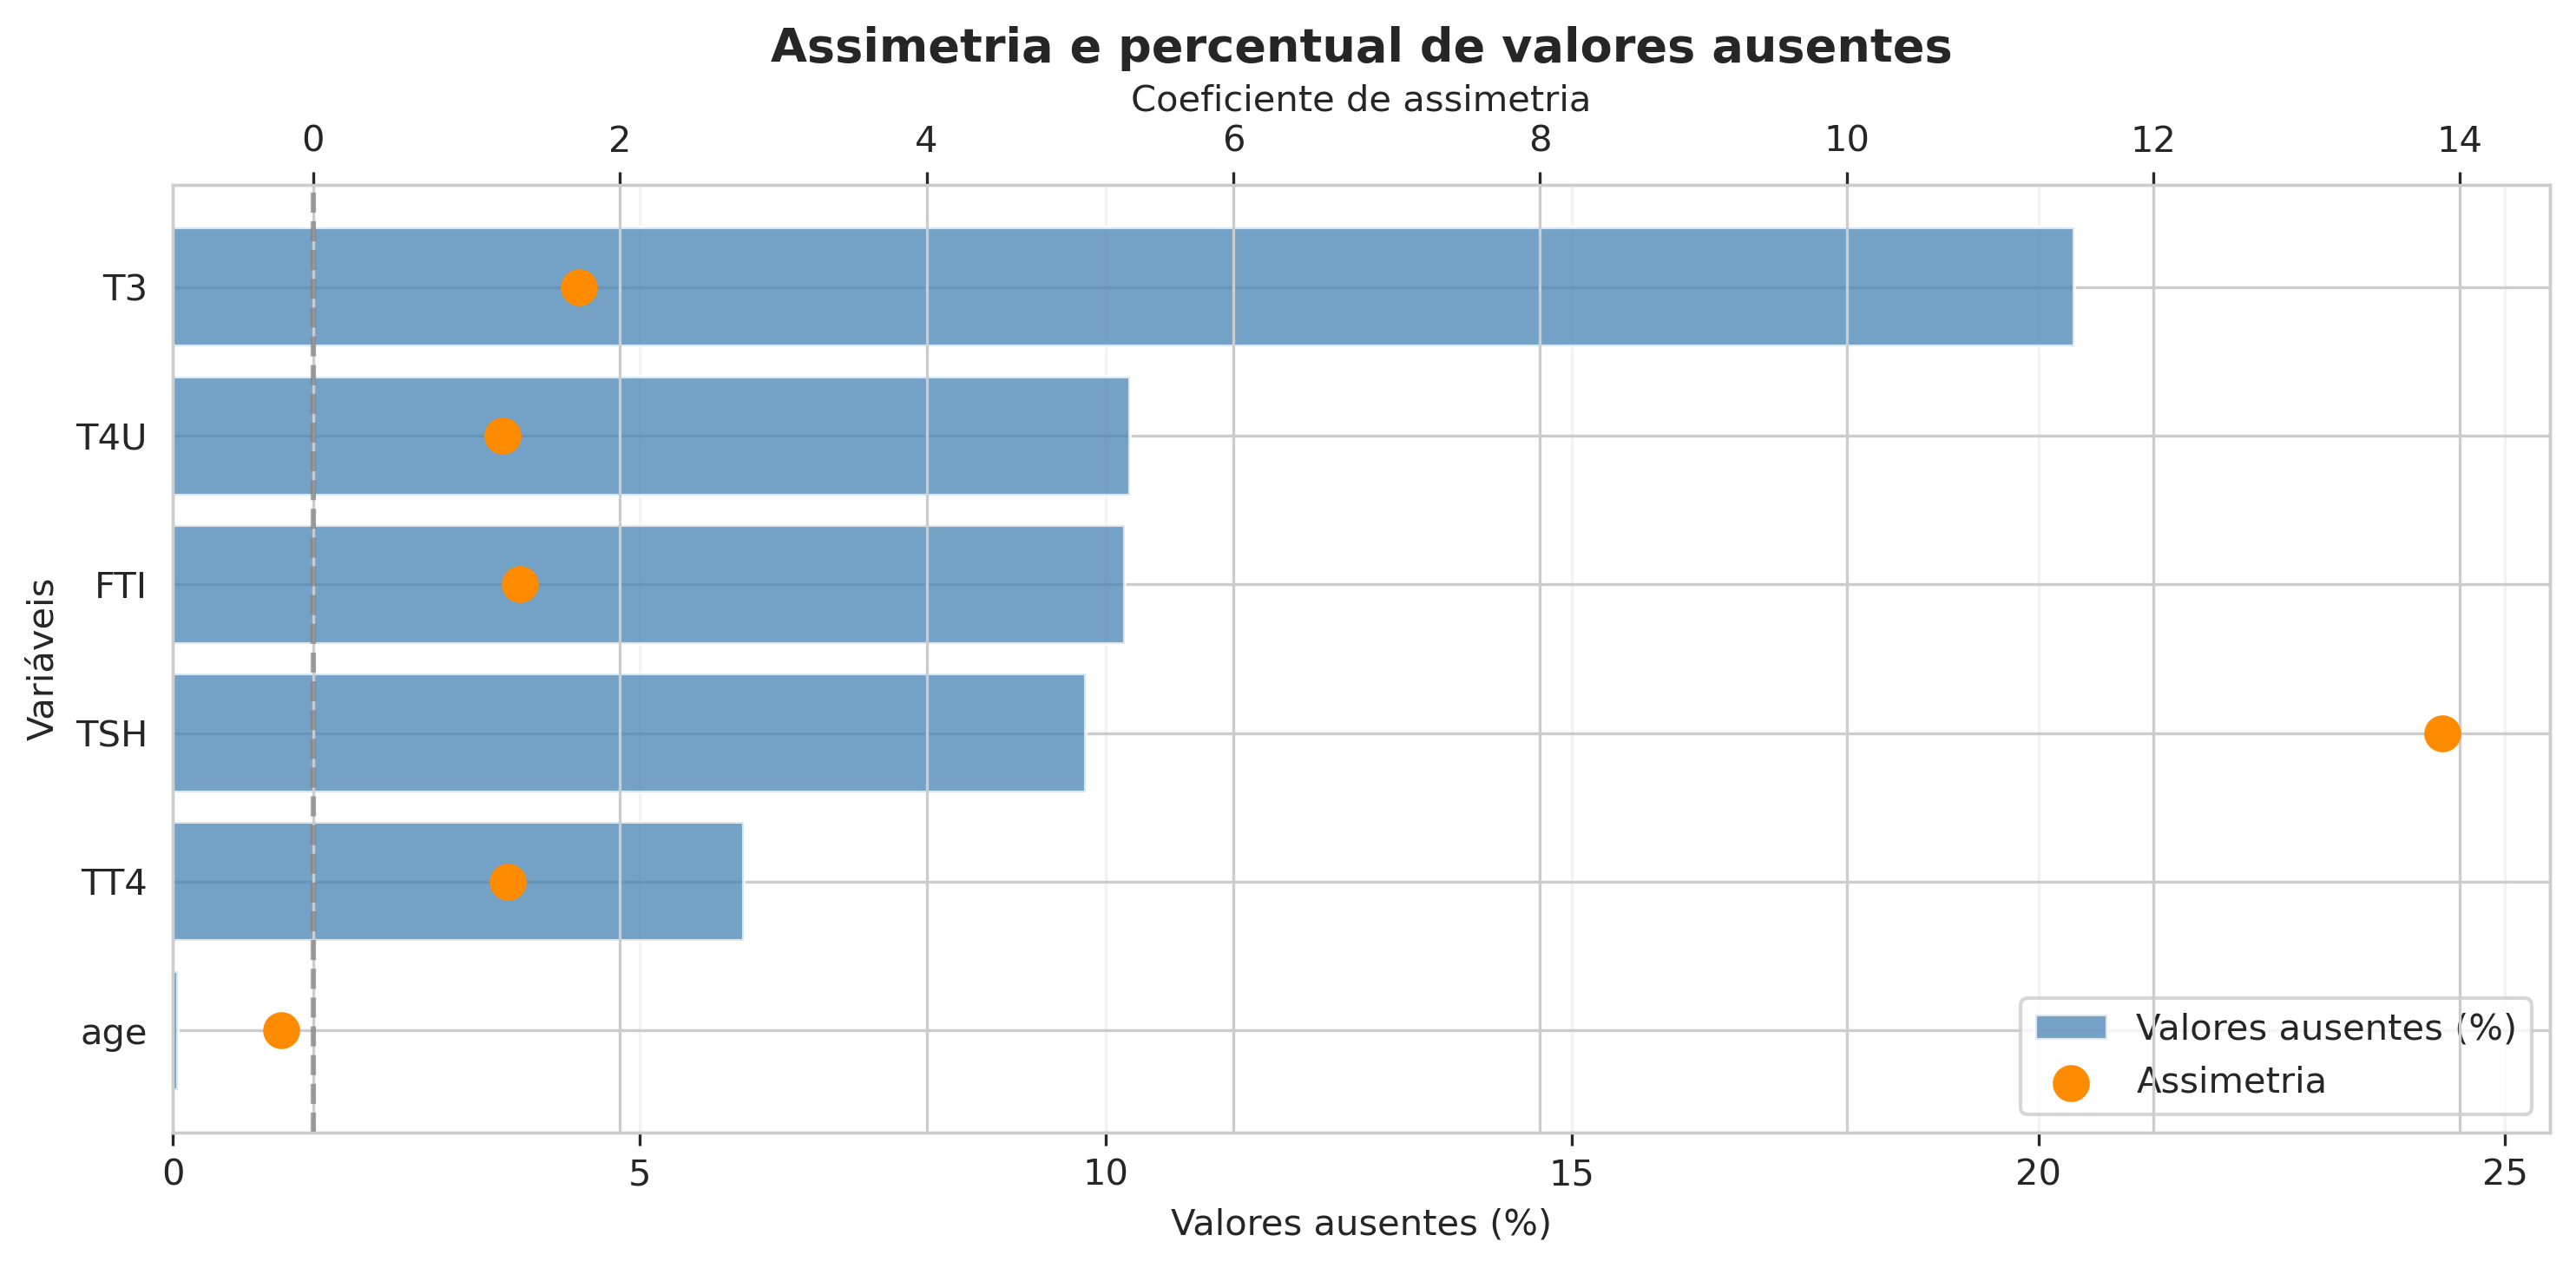 Assimetria e percentual de valores ausentes
Coeficiente de assimetria
0 2 4 6 8 10 12 14
Variáveis
T3
T4U
FTI
TSH
TT4
age
Valores ausentes (%)
Assimetria
0 5 10 15 20 25
Valores ausentes (%)